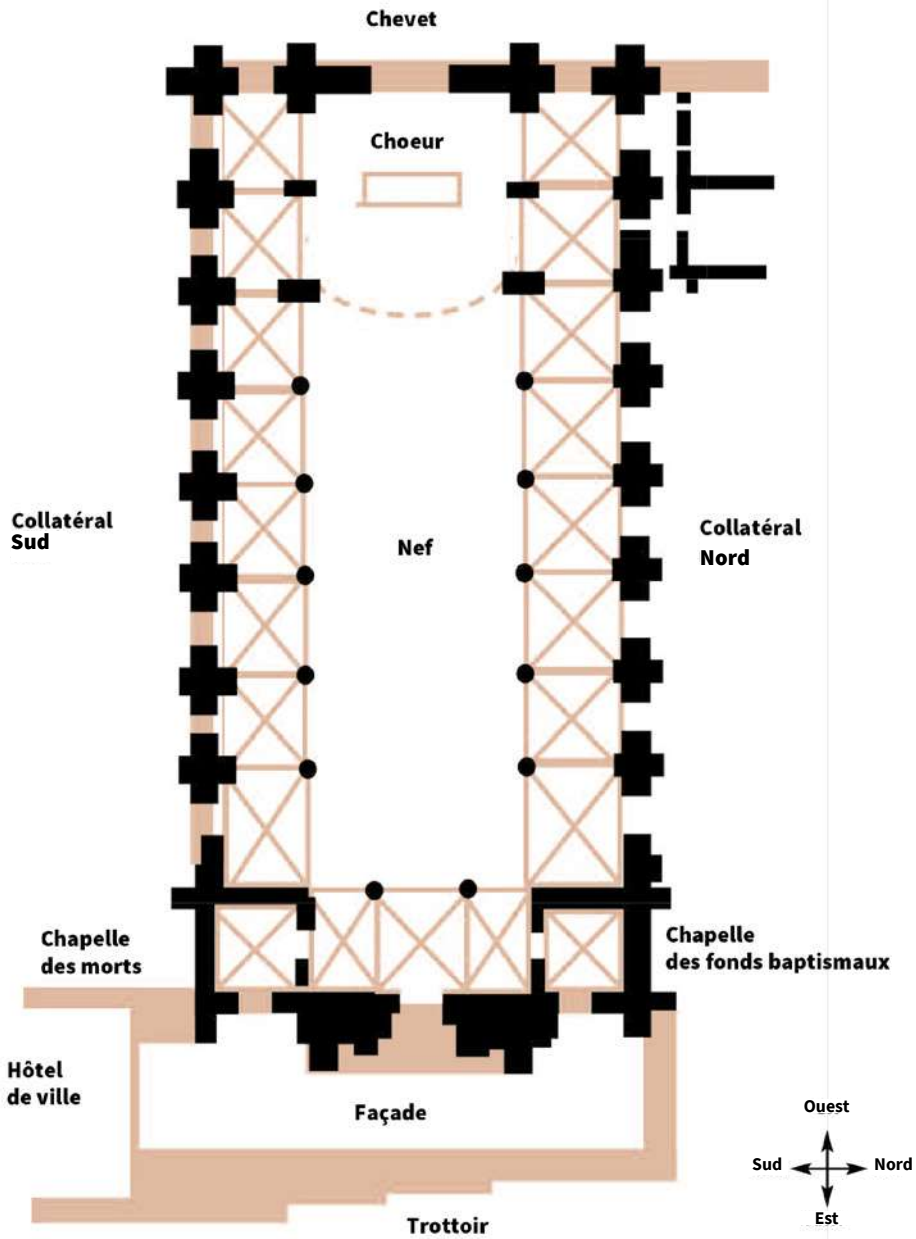 Chevet
Choeur
Collatéral
Sud
Nef
Collatéral
Nord
Chapelle
des morts
Chapelle
des fonds baptismaux
Hôtel
de ville
Façade
Trottoir
Ouest
Sud
Nord
Est